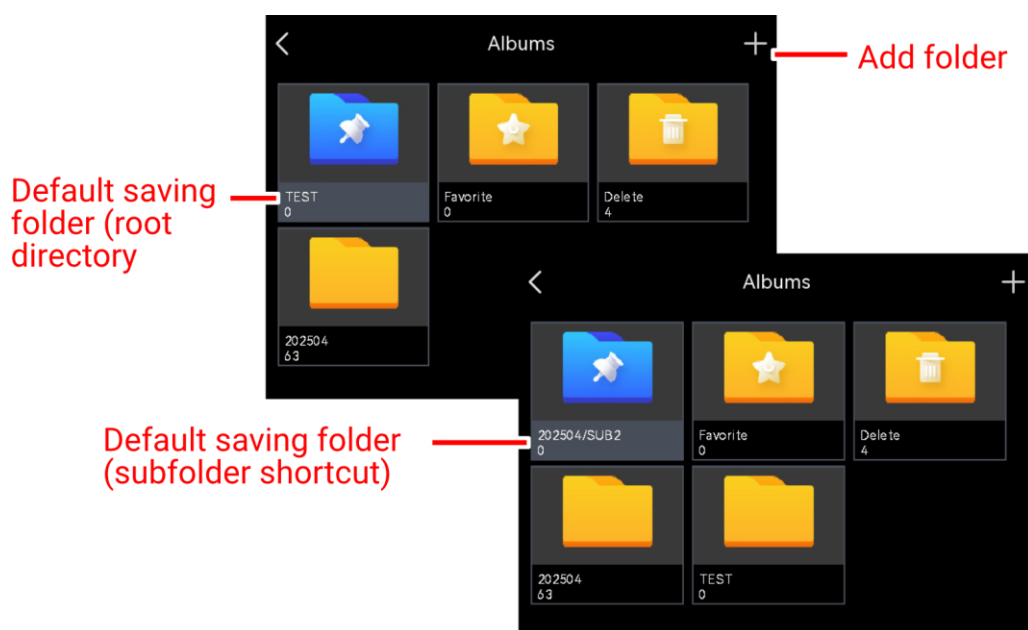 Albums
Add folder
TEST
0
Favorite
0
Delete
4
Default saving
folder (root
directory
202504
63
Albums
202504/SUB2
0
Favorite
0
Delete
4
Default saving folder
(subfolder shortcut)
202504
63
TEST
0